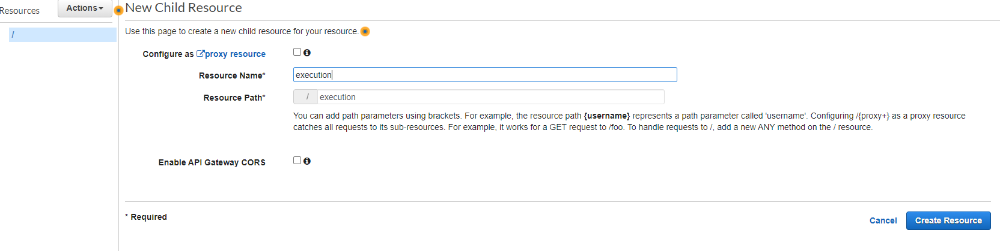 Resources
Actions
/
New Child Resource
Use this page to create a new child resource for your resource.
Configure as proxy resource
Resource Name*
execution
Resource Path*
/ execution
You can add path parameters using brackets. For example, the resource path {username} represents a path parameter called 'username'. Configuring /{proxy+} as a proxy resource
catches all requests to its sub-resources. For example, it works for a GET request to /foo. To handle requests to /, add a new ANY method on the / resource.
Enable API Gateway CORS
* Required
Cancel
Create Resource